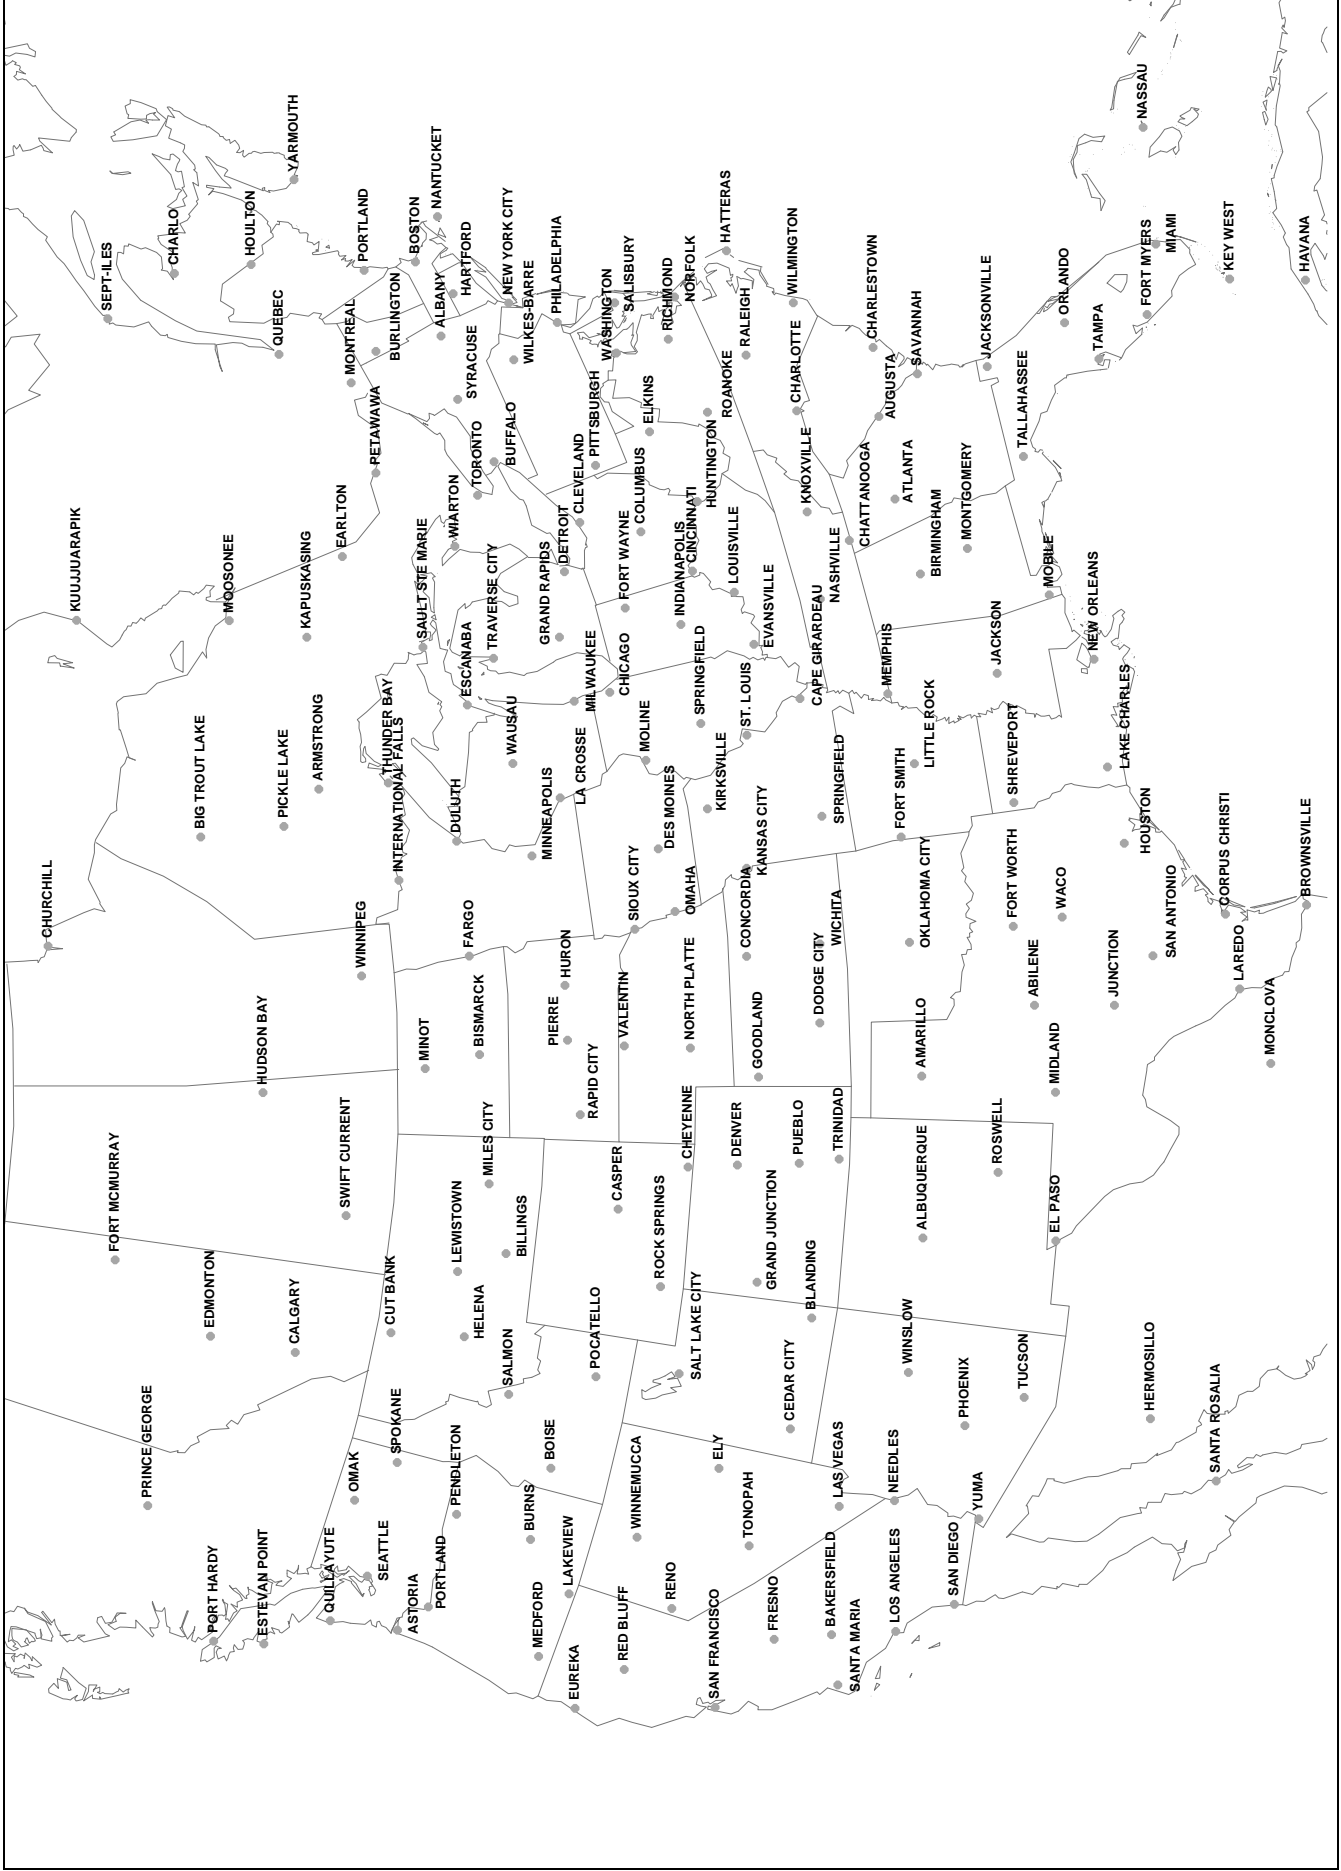 CHURCHILL
KUUJJUARAPIK
SEPT-ILES
FORT MCMURRAY
PRINCE GEORGE
CHARLO
BIG TROUT LAKE
EDMONTON
PORT HARDY
MOOSONEE
HOULTON
HUDSON BAY
ESTEVAN POINT
QUEBEC
PICKLE LAKE
CALGARY
YARMOUTH
KAPUSKASING
ARMSTRONG
QUILLAYUTE
EARLTON
SWIFT CURRENT
OMAK
MONTREAL
WINNIPEG
PORTLAND
SEATTLE
PETAWAWA
BURLINGTON
THUNDER BAY
INTERNATIONAL FALLS
CUT BANK
SPOKANE
ASTORIA
BOSTON
SAULT STE MARIE
MINOT
PORTLAND
NANTUCKET
ALBANY
HARTFORD
WIARTON
DULUTH
LEWISTOWN
PENDLETON
SYRACUSE
ESCANABA
FARGO
HELENA
TORONTO
BISMARCK
MILES CITY
TRAVERSE CITY
BUFFALO
NEW YORK CITY
WILKES-BARRE
WAUSAU
BILLINGS
SALMON
BURNS
MINNEAPOLIS
MEDFORD
GRAND RAPIDS
BOISE
PHILADELPHIA
DETROIT
LA CROSSE
HURON
PIERRE
LAKEVIEW
EUREKA
CLEVELAND
MILWAUKEE
RAPID CITY
PITTSBURGH
POCATELLO
WASHINGTON
SALISBURY
FORT WAYNE
CHICAGO
VALENTIN
CASPER
RED BLUFF
COLUMBUS
MOLINE
SIOUX CITY
WINNEMUCCA
ELKINS
DES MOINES
ROCK SPRINGS
RICHMOND
NORFOLK
RENO
OMAHA
INDIANAPOLIS
CINCINNATI
NORTH PLATTE
CHEYENNE
SALT LAKE CITY
HUNTINGTON
SPRINGFIELD
KIRKSVILLE
ROANOKE
SAN FRANCISCO
ELY
HATTERAS
LOUISVILLE
DENVER
RALEIGH
ST. LOUIS
CONCORDIA
KANSAS CITY
TONOPAH
EVANSVILLE
GOODLAND
GRAND JUNCTION
FRESNO
CEDAR CITY
WILMINGTON
CHARLOTTE
PUEBLO
CAPE GIRARDEAU
KNOXVILLE
BLANDING
DODGE CITY
WICHITA
NASHVILLE
SPRINGFIELD
BAKERSFIELD
TRINIDAD
LAS VEGAS
SANTA MARIA
CHATTANOOGA
CHARLESTOWN
AUGUSTA
MEMPHIS
LOS ANGELES
NEEDLES
ATLANTA
FORT SMITH
WINSLOW
SAVANNAH
LITTLE ROCK
OKLAHOMA CITY
AMARILLO
ALBUQUERQUE
BIRMINGHAM
SAN DIEGO
PHOENIX
MONTGOMERY
YUMA
JACKSONVILLE
JACKSON
ROSWELL
SHREVEPORT
FORT WORTH
TALLAHASSEE
TUCSON
ABILENE
MOBILE
MIDLAND
EL PASO
WACO
ORLANDO
NEW ORLEANS
TAMPA
LAKE CHARLES
JUNCTION
HOUSTON
NASSAU
FORT MYERS
MIAMI
HERMOSILLO
SAN ANTONIO
SANTA ROSALIA
CORPUS CHRISTI
KEY WEST
LAREDO
MONCLOVA
HAVANA
BROWNSVILLE